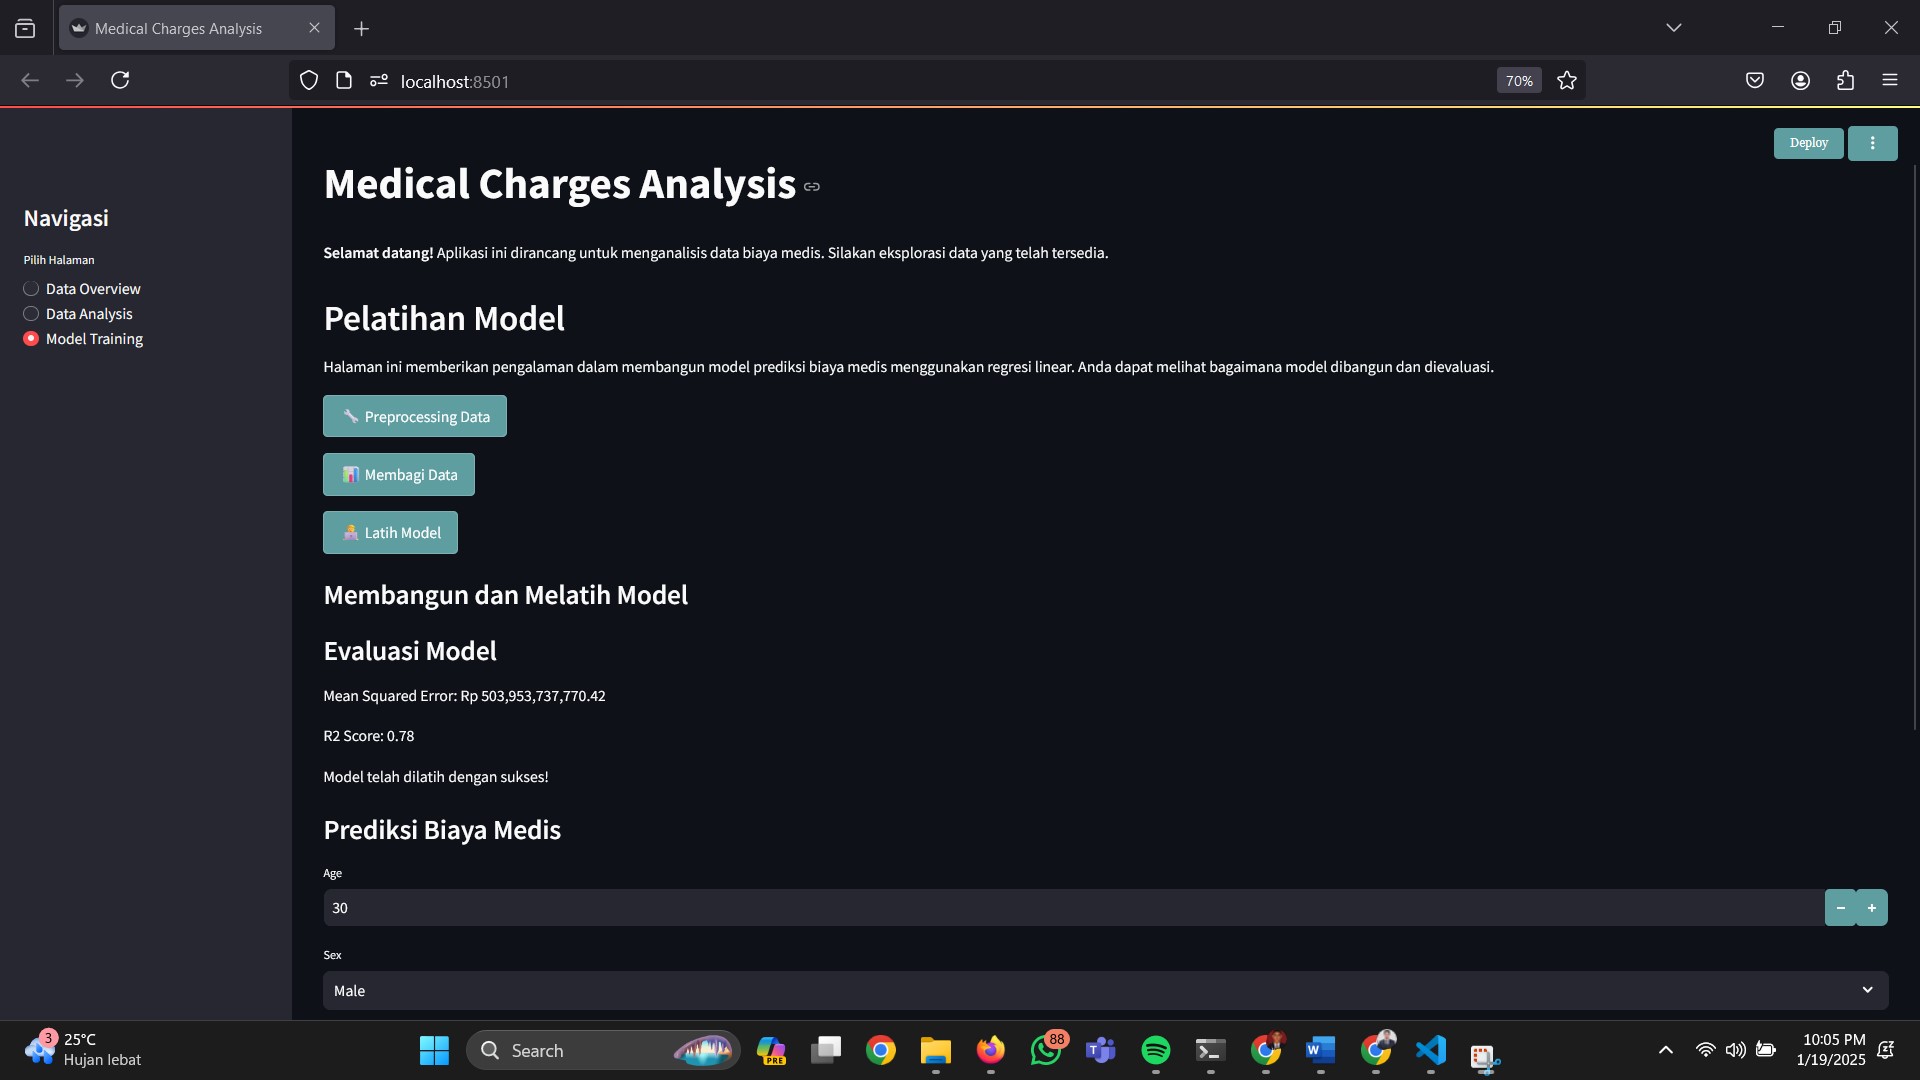 Medical Charges Analysis
localhost:8501
70%
Deploy
Navigasi
Pilih Halaman
Data Overview
Data Analysis
Model Training
Medical Charges Analysis
Selamat datang! Aplikasi ini dirancang untuk menganalisis data biaya medis. Silakan eksplorasi data yang telah tersedia.
Pelatihan Model
Halaman ini memberikan pengalaman dalam membangun model prediksi biaya medis menggunakan regresi linear. Anda dapat melihat bagaimana model dibangun dan dievaluasi.
Preprocessing Data
Membagi Data
Latih Model
Membangun dan Melatih Model
Evaluasi Model
Mean Squared Error: Rp 503,953,737,770.42
R2 Score: 0.78
Model telah dilatih dengan sukses!
Prediksi Biaya Medis
Age
30
Sex
Male
3
25°C
Hujan lebat
Search
PRE
88
10:05 PM
1/19/2025